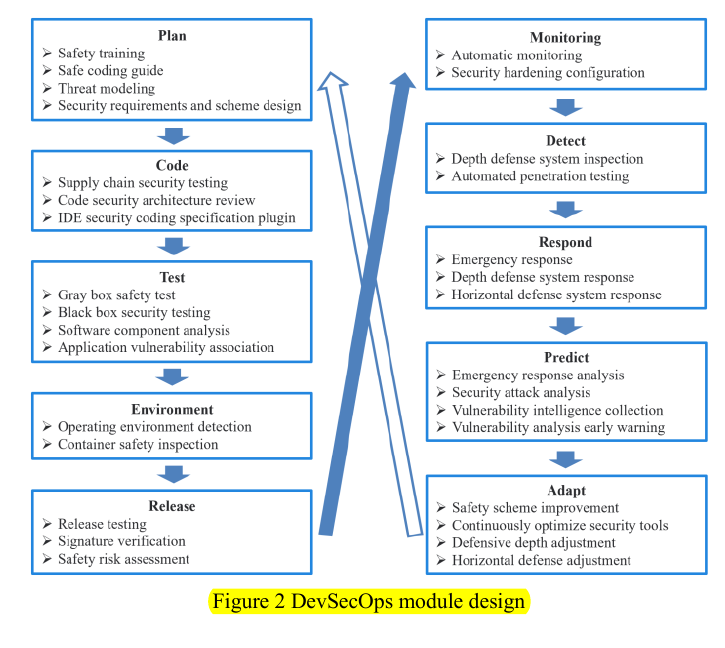 Plan
➢ Safety training
➢ Safe coding guide
➢ Threat modeling
➢ Security requirements and scheme design
Code
➢ Supply chain security testing
➢ Code security architecture review
➢ IDE security coding specification plugin
Test
➢ Gray box safety test
➢ Black box security testing
➢ Software component analysis
➢ Application vulnerability association
Environment
➢ Operating environment detection
➢ Container safety inspection
Release
➢ Release testing
➢ Signature verification
➢ Safety risk assessment
Monitoring
➢ Automatic monitoring
➢ Security hardening configuration
Detect
➢ Depth defense system inspection
➢ Automated penetration testing
Respond
➢ Emergency response
➢ Depth defense system response
➢ Horizontal defense system response
Predict
➢ Emergency response analysis
➢ Security attack analysis
➢ Vulnerability intelligence collection
➢ Vulnerability analysis early warning
Adapt
➢ Safety scheme improvement
➢ Continuously optimize security tools
➢ Defensive depth adjustment
➢ Horizontal defense adjustment
Figure 2 DevSecOps module design